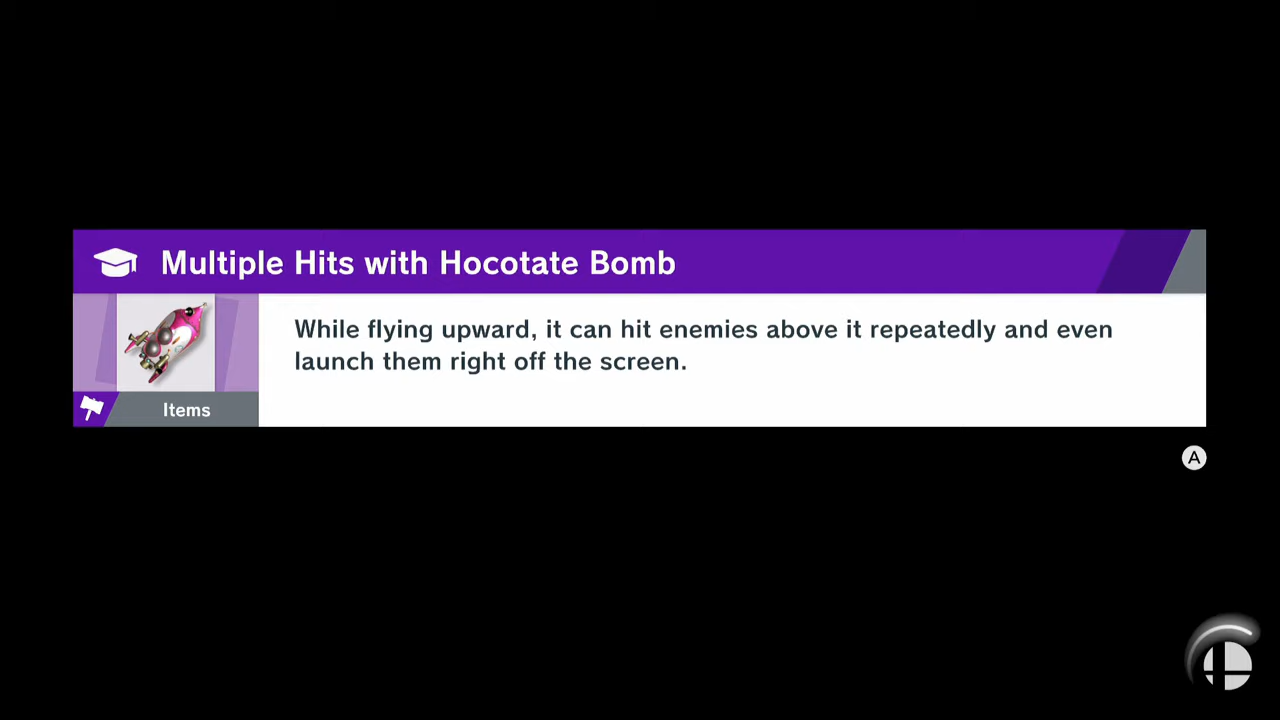 Multiple Hits with Hocotate Bomb
While flying upward, it can hit enemies above it repeatedly and even
launch them right off the screen.
Items
A